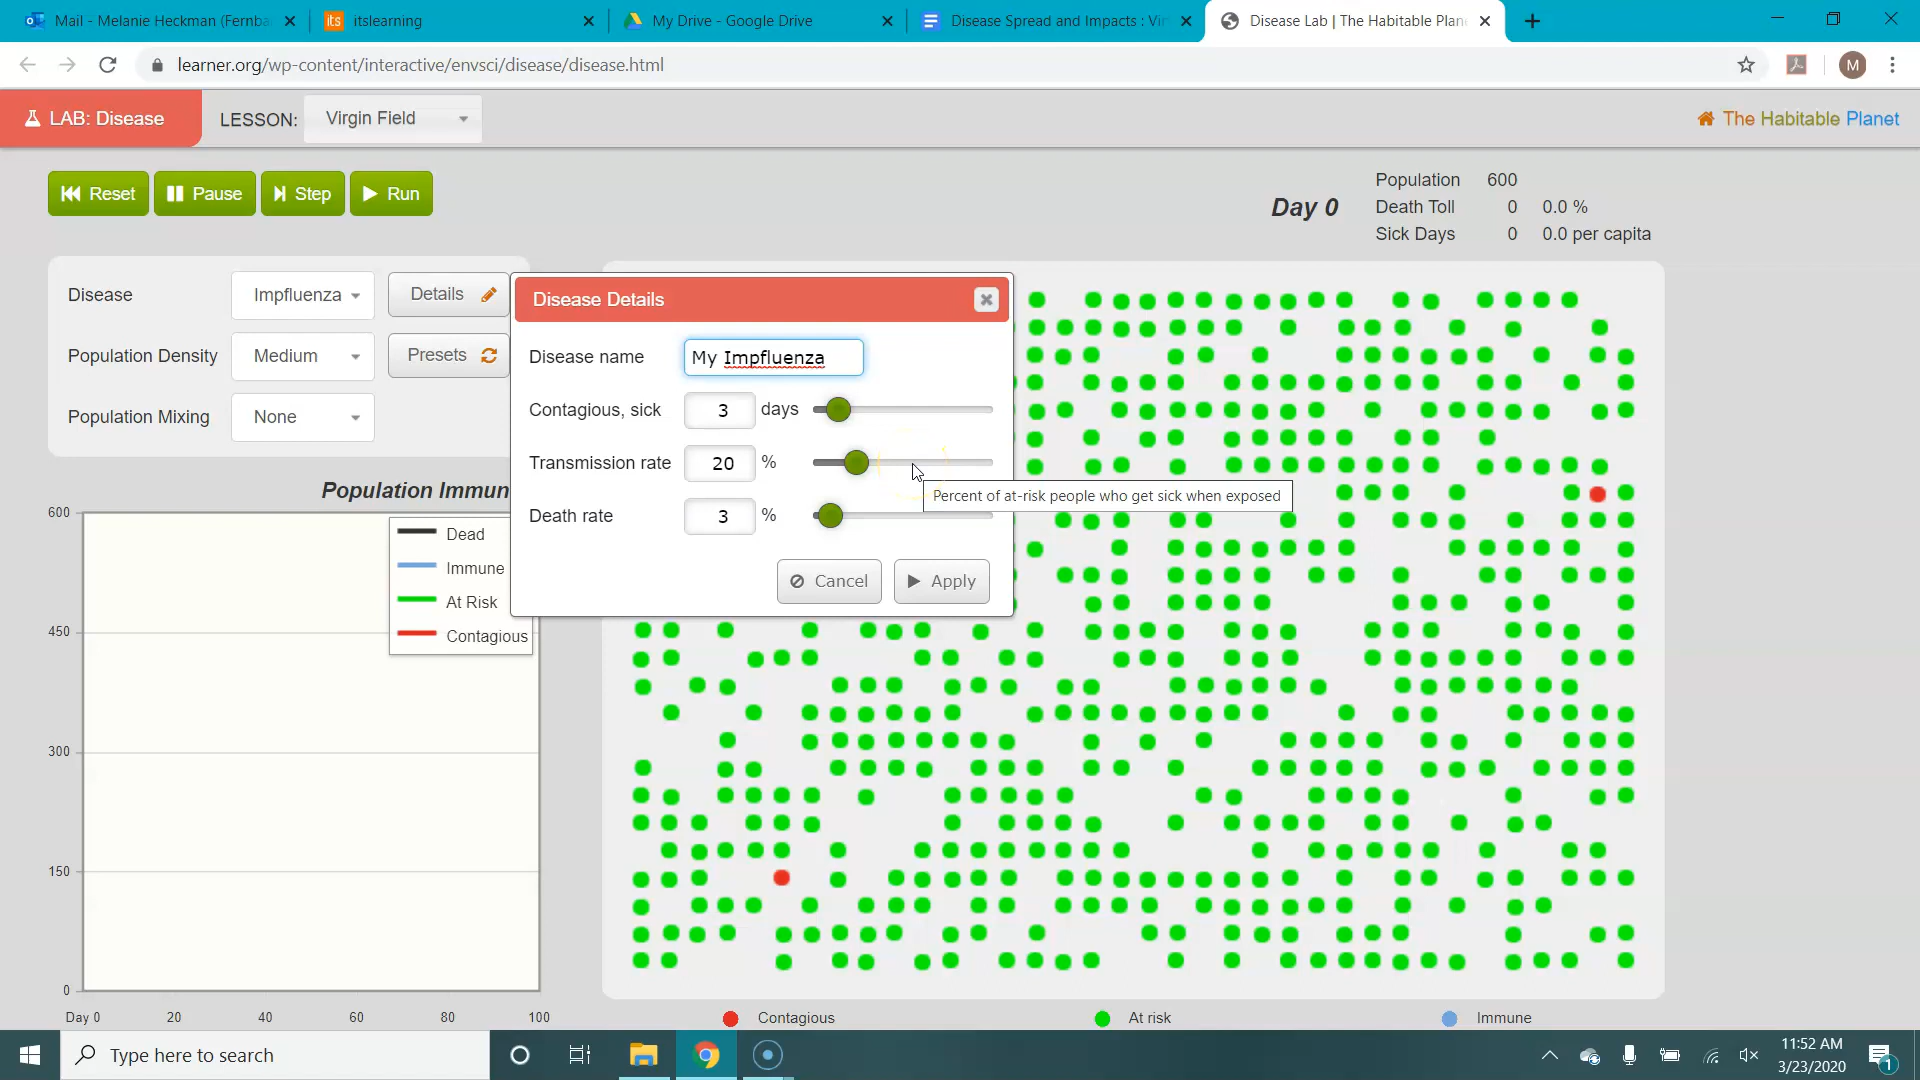 Mail - Melanie Heckman (Fernba
itslearning
My Drive - Google Drive
Disease Spread and Impacts : Vir
Disease Lab | The Habitable Plan
learner.org/wp-content/interactive/envsci/disease/disease.html
M
LAB: Disease
LESSON:
Virgin Field
The Habitable Planet
Reset
Pause
Step
Run
Day 0
Population 600
Death Toll 0 0.0 %
Sick Days 0 0.0 per capita
Disease
Impfluenza
Details
Population Density
Medium
Presets
Population Mixing
None
Disease Details
Disease name
My Impfluenza
Contagious, sick
3
days
Transmission rate
20
%
Percent of at-risk people who get sick when exposed
Death rate
3
%
Cancel
Apply
Population Immun
600
450
300
150
0
Dead
Immune
At Risk
Contagious
Day 0 20 40 60 80 100
Contagious
At risk
Immune
Type here to search
11:52 AM
3/23/2020
1